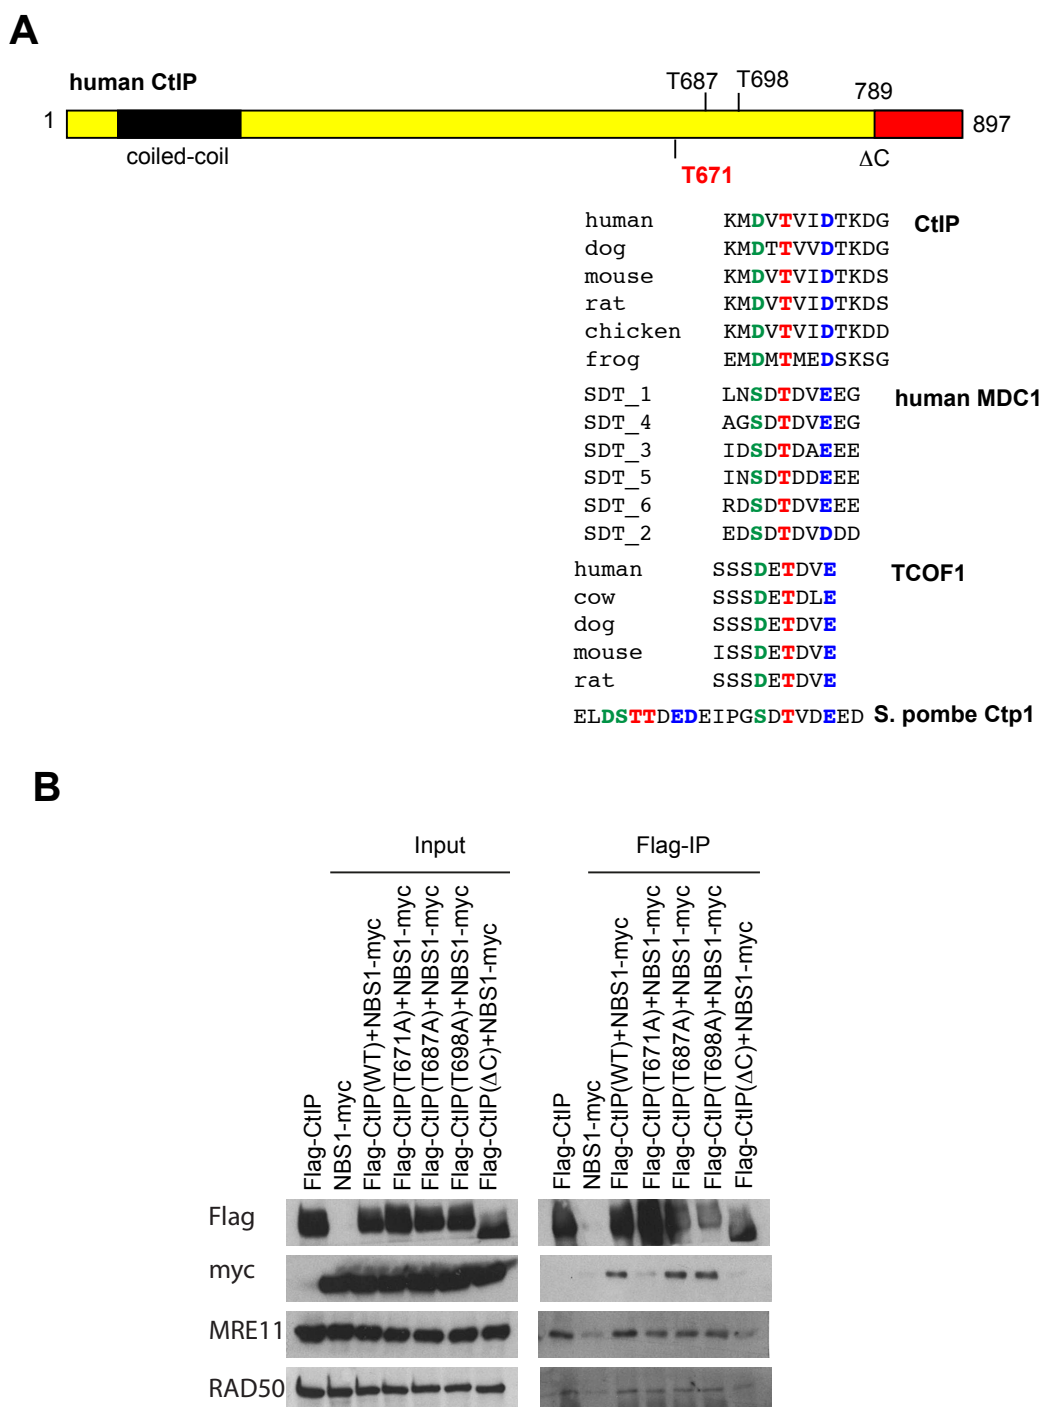 A
human CtIP
T687
T698
789
1
897
coiled-coil
T671
ΔC
human KMDVTVIDTKDG CtIP
dog KMDTTVVDTKDG
mouse KMDVTVIDTKDS
rat KMDVTVIDTKDS
chicken KMDVTVIDTKDD
frog EMDMTMEDSKSG
SDT_1 LNSDTDVEEG human MDC1
SDT_4 AGSDTDVEEG
SDT_3 IDSDTDAEEE
SDT_5 INSDTDDEEE
SDT_6 RDSDTDVEEE
SDT_2 EDSDTDVDDD
human SSSDETDVE TCOF1
cow SSSDETDLE
dog SSSDETDVE
mouse ISSDETDVE
rat SSSDETDVE
ELDSTTDEDEIPGSDTVDEED S. pombe Ctp1
B
Input
Flag-IP
Flag-CtIP
NBS1-myc
Flag-CtIP(WT)+NBS1-myc
Flag-CtIP(T671A)+NBS1-myc
Flag-CtIP(T687A)+NBS1-myc
Flag-CtIP(T698A)+NBS1-myc
Flag-CtIP(ΔC)+NBS1-myc
Flag-CtIP
NBS1-myc
Flag-CtIP(WT)+NBS1-myc
Flag-CtIP(T671A)+NBS1-myc
Flag-CtIP(T687A)+NBS1-myc
Flag-CtIP(T698A)+NBS1-myc
Flag-CtIP(ΔC)+NBS1-myc
Flag
myc
MRE11
RAD50